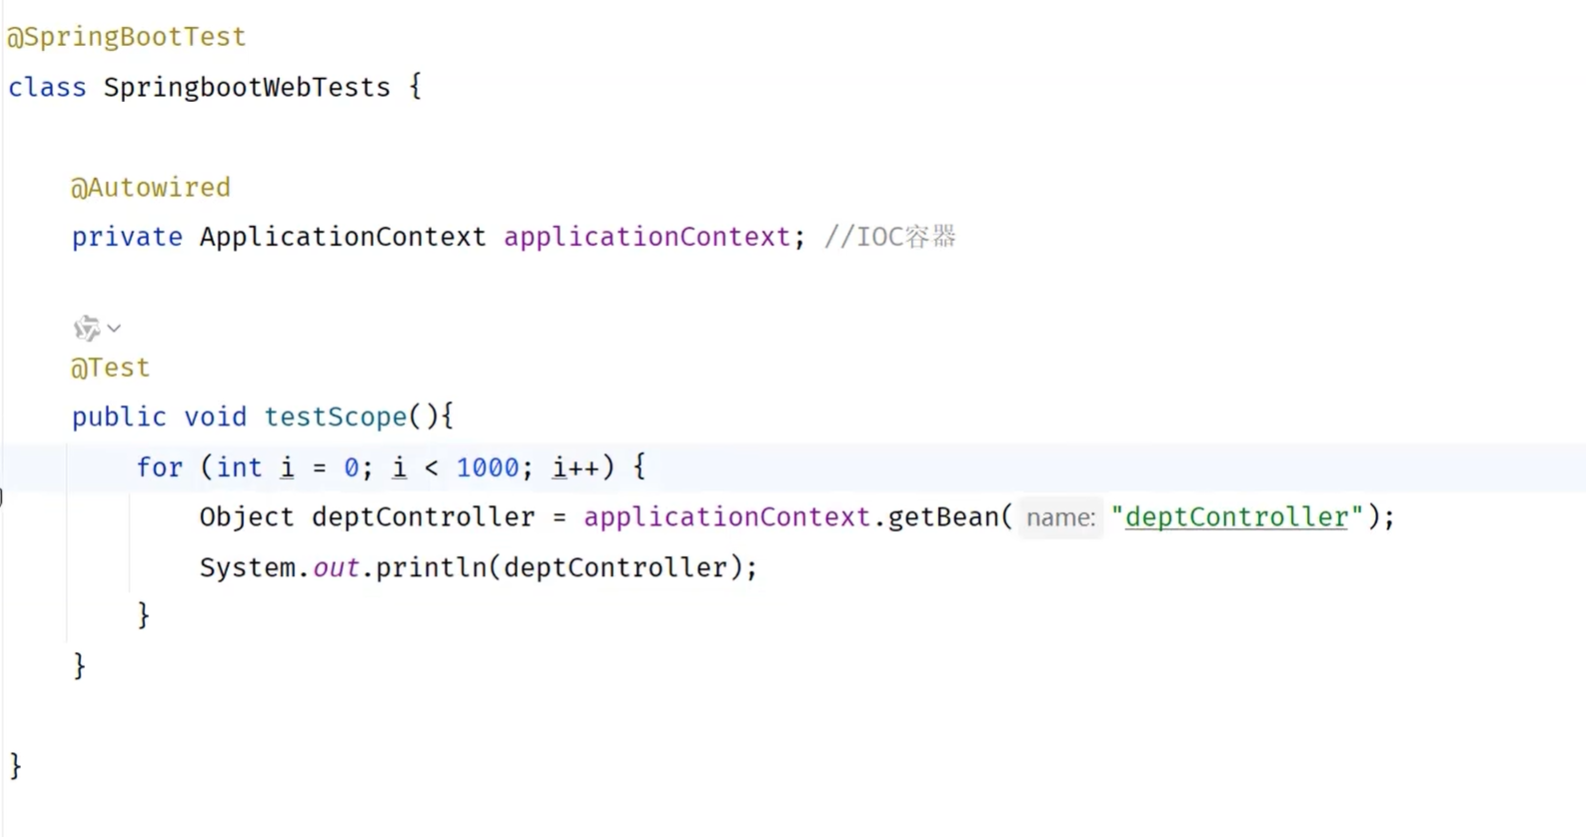 @SpringBootTest
class SpringbootWebTests {
@Autowired
private ApplicationContext applicationContext; //IOC容器
@Test
public void testScope(){
for (int i = 0; i < 1000; i++) {
Object deptController = applicationContext.getBean( name: "deptController");
System.out.println(deptController);
}
}
}